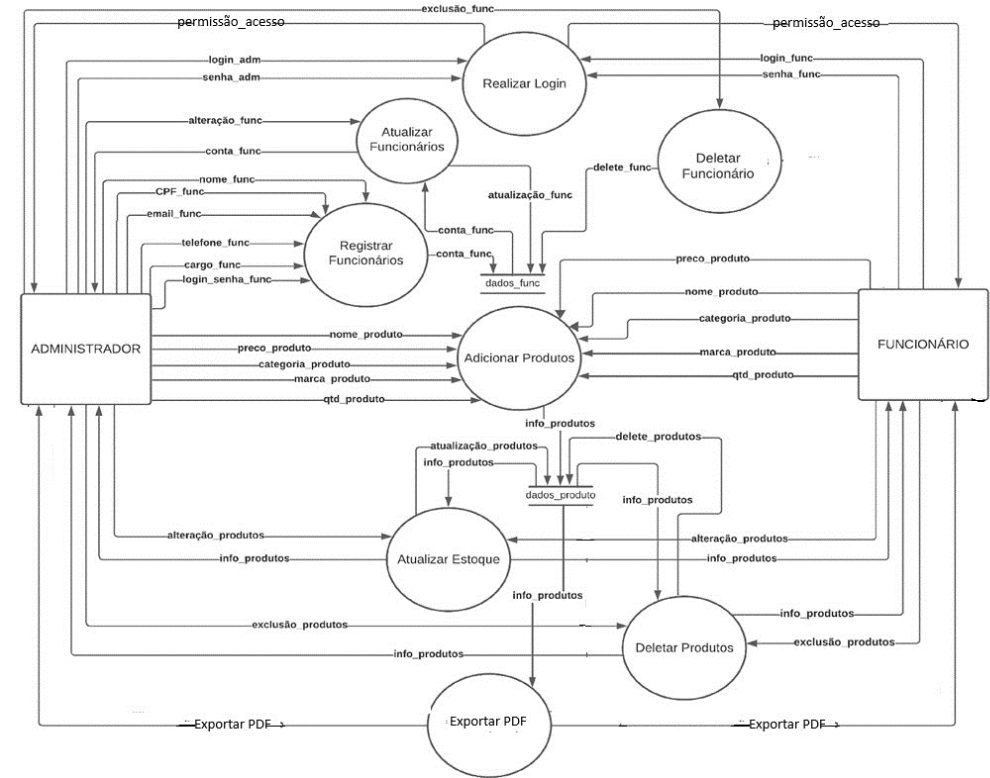 exclusão_func
permissão_acesso
permissão_acesso
login_adm
login_func
senha_adm
Realizar Login
senha_func
alteração_func
Atualizar
Funcionários
conta_func
Deletar
Funcionário
delete_func
nome_func
CPF_func
atualização_func
email_func
conta_func
telefone_func
Registrar
Funcionários
conta_func
cargo_func
login_senha_func
dados_func
preco_produto
nome_produto
categoria_produto
ADMINISTRADOR
nome_produto
preco_produto
categoria_produto
marca_produto
qtd_produto
Adicionar Produtos
marca_produto
qtd_produto
FUNCIONÁRIO
info_produtos
atualização_produtos
delete_produtos
info_produtos
dados_produto
info_produtos
alteração_produtos
alteração_produtos
info_produtos
Atualizar Estoque
info_produtos
info_produtos
info_produtos
exclusão_produtos
Deletar Produtos
exclusão_produtos
info_produtos
Exportar PDF
Exportar PDF
Exportar PDF